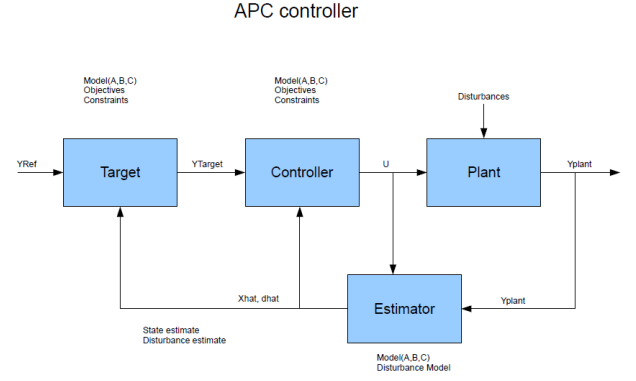 APC controller
Model(A,B,C)
Objectives
Constraints
Model(A,B,C)
Objectives
Constraints
Disturbances
YRef
Target
YTarget
Controller
U
Plant
Yplant
Xhat, dhat
Estimator
Yplant
State estimate
Disturbance estimate
Model(A,B,C)
Disturbance Model